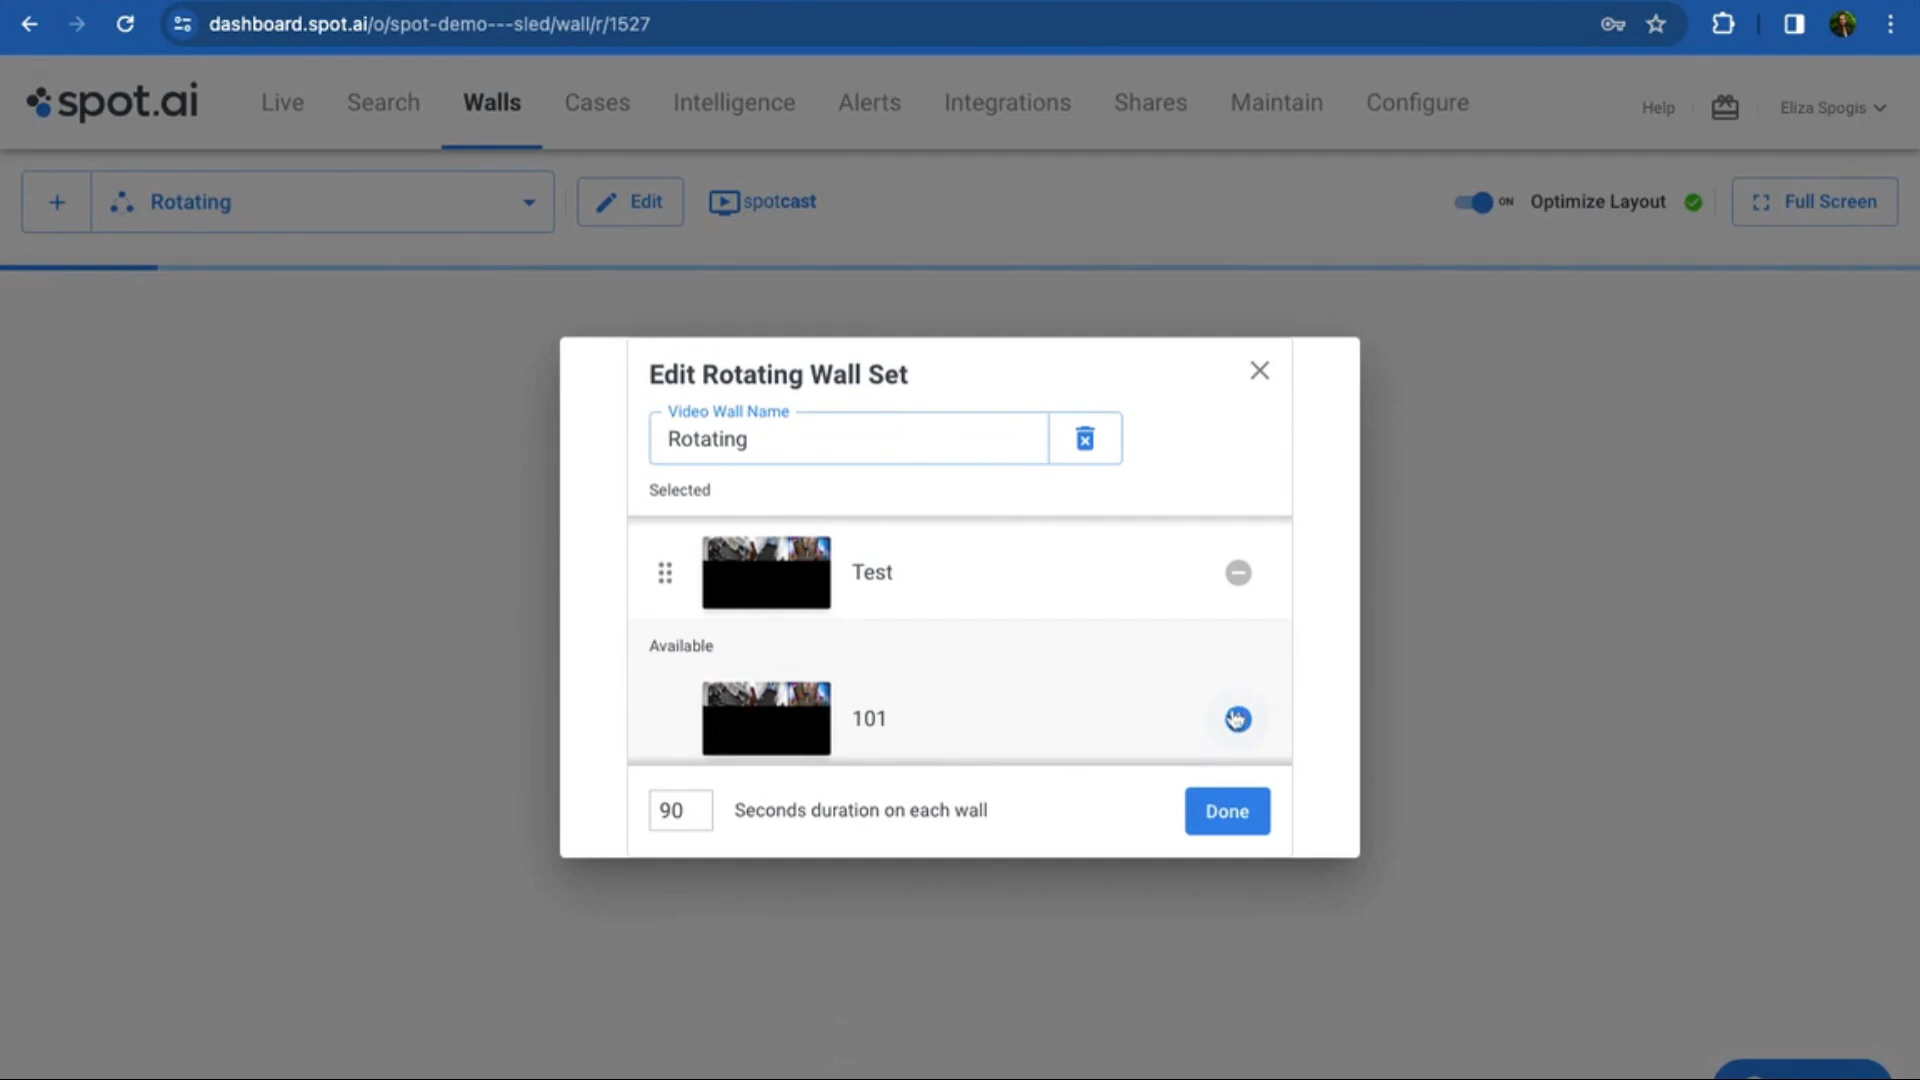 dashboard.spot.ai/o/spot-demo---sled/wall/r/1527
spot.ai Live Search Walls Cases Intelligence Alerts Integrations Shares Maintain Configure Help Eliza Spogis
+ Rotating Edit spotcast ON Optimize Layout Full Screen
Edit Rotating Wall Set
Video Wall Name
Rotating
Selected
Test
Available
101
90 Seconds duration on each wall Done